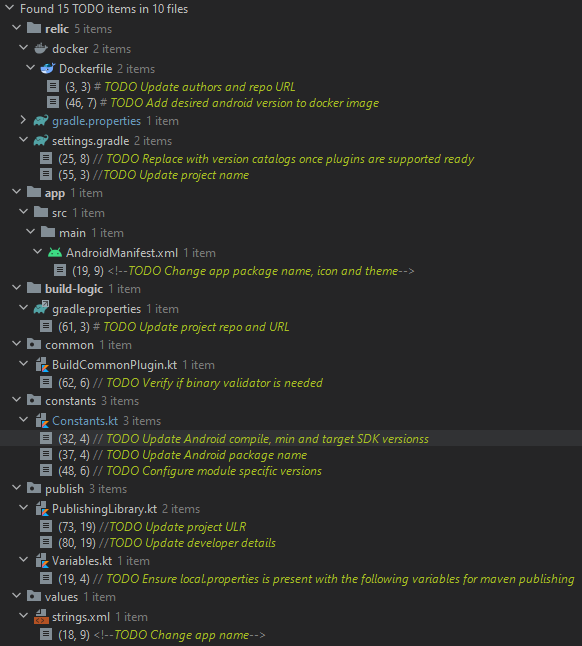 Found 15 TODO items in 10 files
relic 5 items
docker 2 items
Dockerfile 2 items
(3, 3) # TODO Update authors and repo URL
(46, 7) # TODO Add desired android version to docker image
gradle.properties 1 item
settings.gradle 2 items
(25, 8) // TODO Replace with version catalogs once plugins are supported ready
(55, 3) //TODO Update project name
app 1 item
src 1 item
main 1 item
AndroidManifest.xml 1 item
(19, 9) <!--TODO Change app package name, icon and theme-->
build-logic 1 item
gradle.properties 1 item
(61, 3) # TODO Update project repo and URL
common 1 item
BuildCommonPlugin.kt 1 item
(62, 6) // TODO Verify if binary validator is needed
constants 3 items
Constants.kt 3 items
(32, 4) // TODO Update Android compile, min and target SDK versionss
(37, 4) // TODO Update Android package name
(48, 6) // TODO Configure module specific versions
publish 3 items
PublishingLibrary.kt 2 items
(73, 19) //TODO Update project ULR
(80, 19) //TODO Update developer details
Variables.kt 1 item
(19, 4) // TODO Ensure local.properties is present with the following variables for maven publishing
values 1 item
strings.xml 1 item
(18, 9) <!--TODO Change app name-->